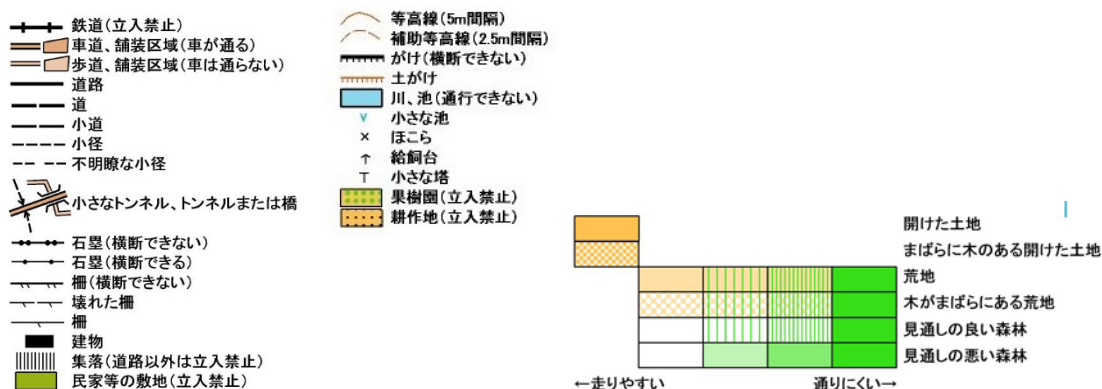 鉄道(立入禁止)
車道、舗装区域(車が通る)
歩道、舗装区域(車は通らない)
道路
道
小道
小径
不明瞭な小径
小さなトンネル、トンネルまたは橋
石塁(横断できない)
石塁(横断できる)
柵(横断できない)
壊れた柵
柵
建物
集落(道路以外は立入禁止)
民家等の敷地(立入禁止)
等高線(5m間隔)
補助等高線(2.5m間隔)
がけ(横断できない)
土がけ
川、池(通行できない)
小さな池
ほこら
給飼台
小さな塔
果樹園(立入禁止)
耕作地(立入禁止)
開けた土地
まばらに木のある開けた土地
荒地
木がまばらにある荒地
見通しの良い森林
見通しの悪い森林
←走りやすい 通りにくい→